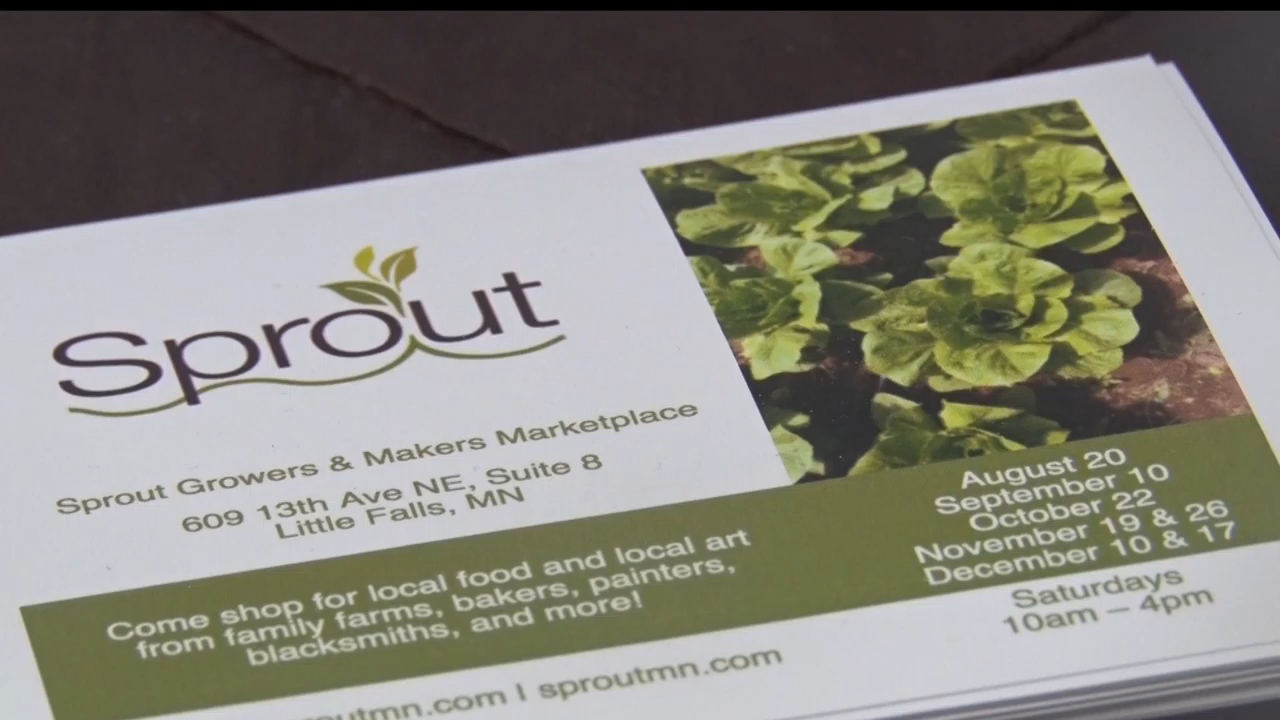 Sprout
Sprout Growers & Makers Marketplace
609 13th Ave NE, Suite 8
Little Falls, MN
Come shop for local food and local art
from family farms, bakers, painters,
blacksmiths, and more!
August 20
September 10
October 22
November 19 & 26
December 10 & 17
Saturdays
10am – 4pm
| sproutmn.com